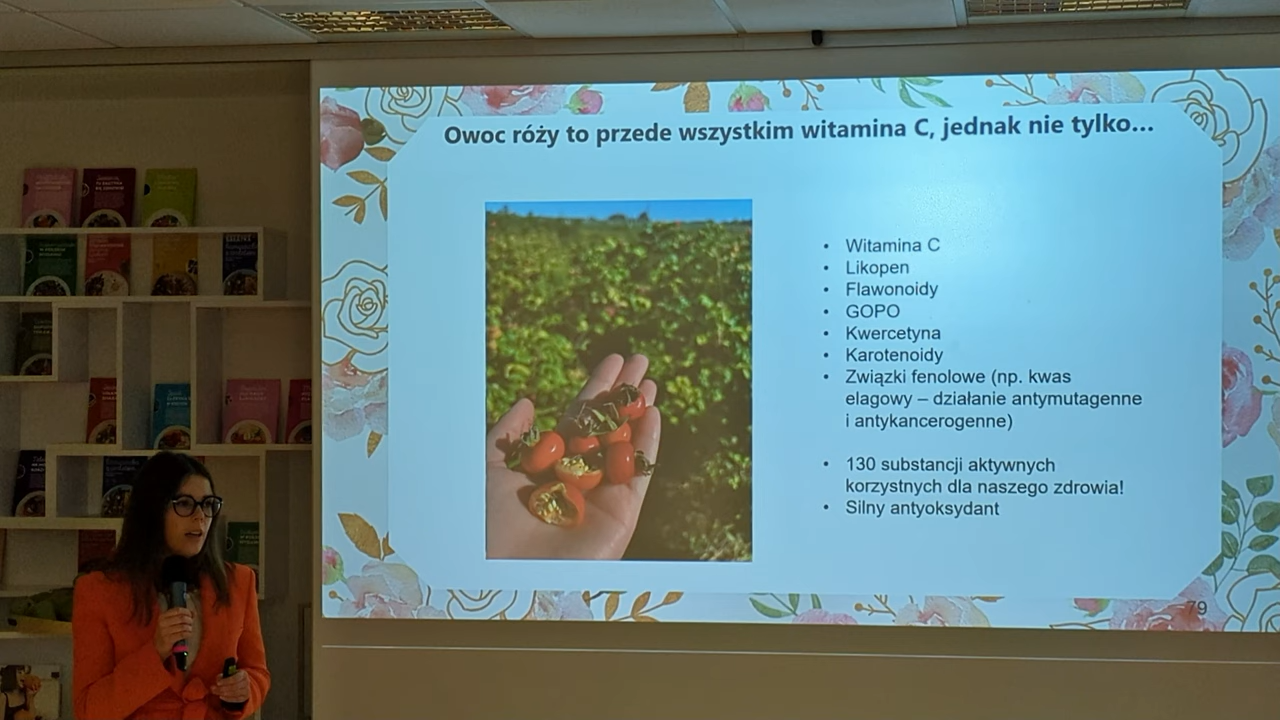 Owoc róży to przede wszystkim witamina C, jednak nie tylko...
• Witamina C
• Likopen
• Flawonoidy
• GOPO
• Kwercetyna
• Karotenoidy
• Związki fenolowe (np. kwas
elagowy – działanie antymutagenne
i antykancerogenne)
• 130 substancji aktywnych
korzystnych dla naszego zdrowia!
• Silny antyoksydant
79